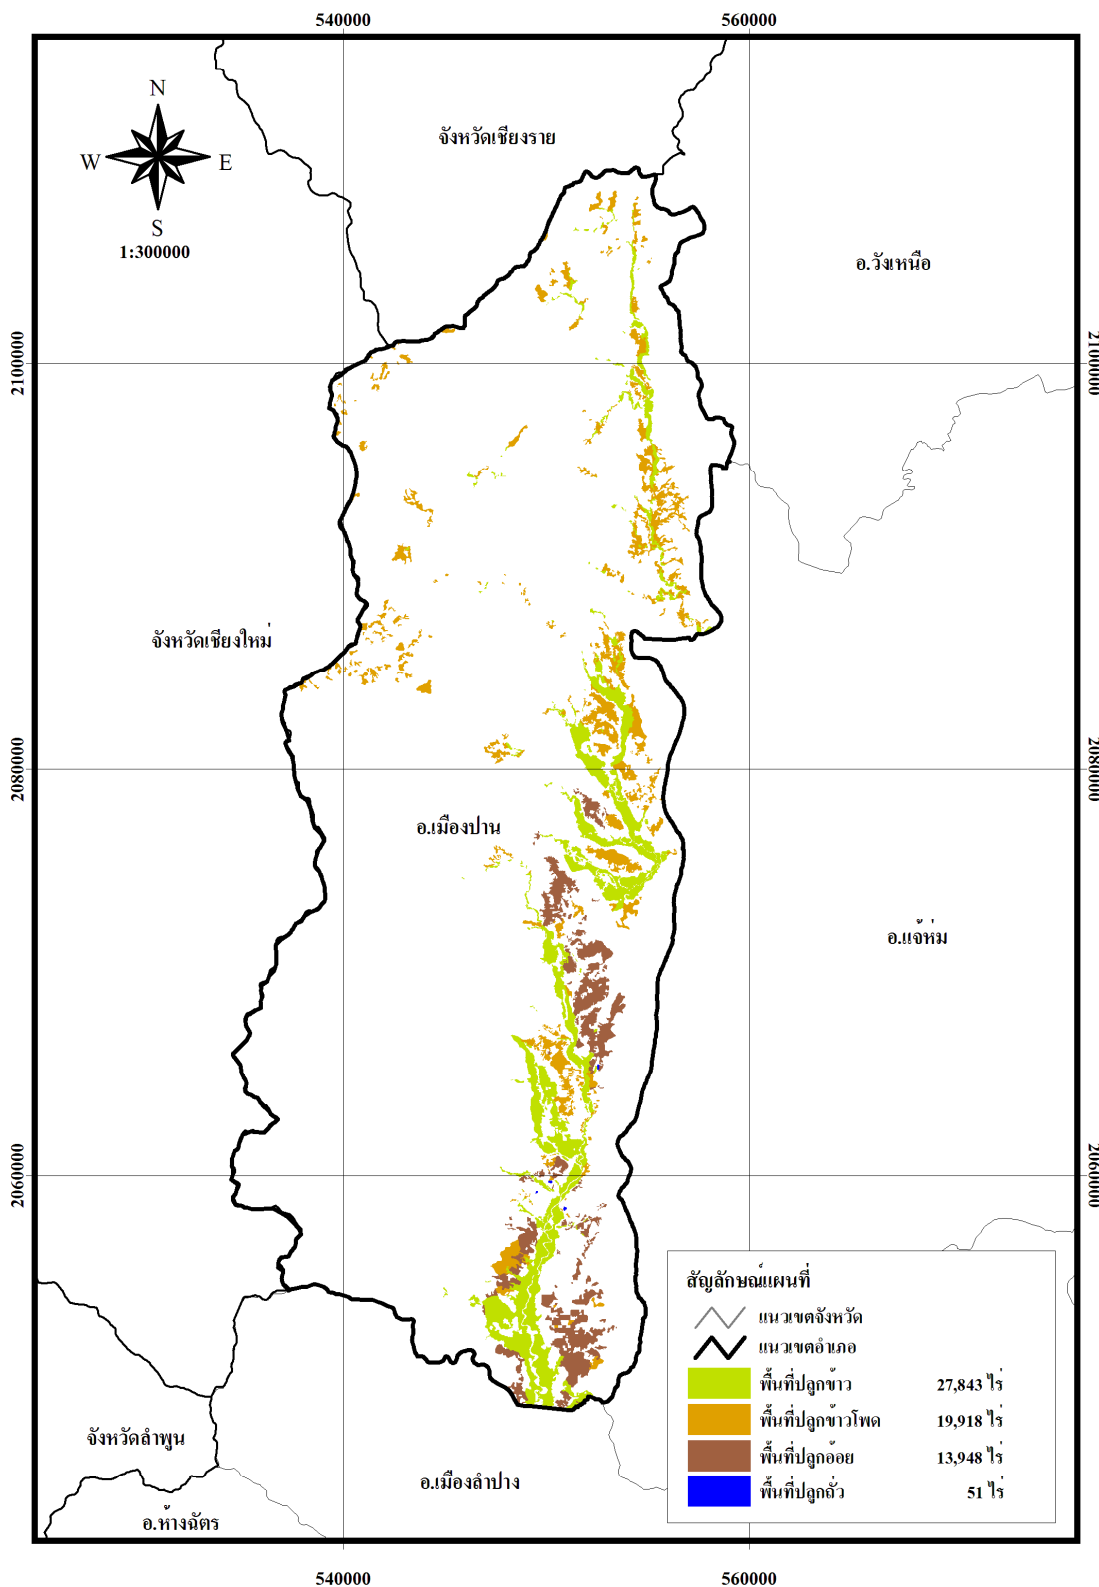 540000 560000
N
W E
S
1:300000
จังหวัดเชียงราย
อ.วังเหนือ
2100000 2100000
จังหวัดเชียงใหม่
2080000 2080000
อ.เมืองปาน
อ.แจ้ห่ม
2060000 2060000
สัญลักษณ์แผนที่
แนวเขตจังหวัด
แนวเขตอำเภอ
พื้นที่ปลูกข้าว 27,843 ไร่
พื้นที่ปลูกข้าวโพด 19,918 ไร่
พื้นที่ปลูกอ้อย 13,948 ไร่
พื้นที่ปลูกถั่ว 51 ไร่
จังหวัดลำพูน
อ.เมืองลำปาง
อ.ห้างฉัตร
540000 560000